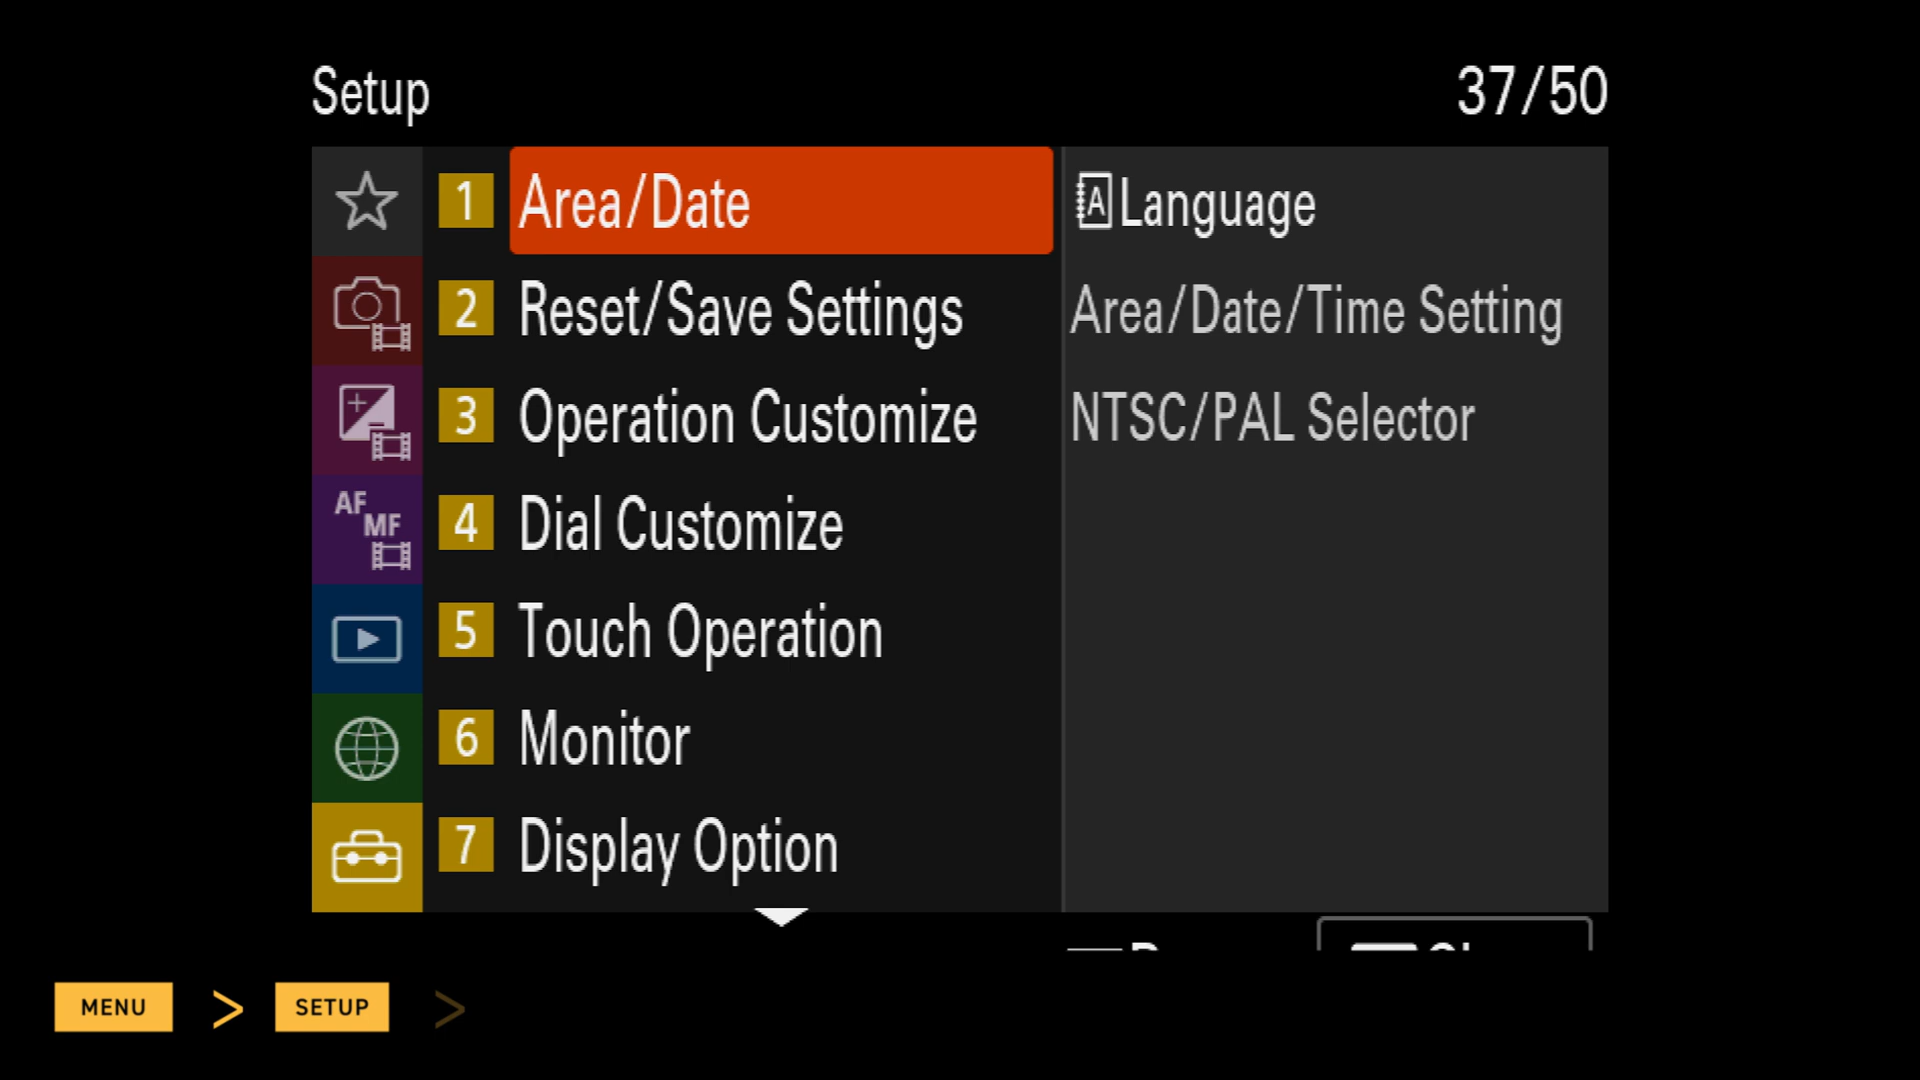 Setup 37/50
1 Area/Date
2 Reset/Save Settings
3 Operation Customize
4 Dial Customize
5 Touch Operation
6 Monitor
7 Display Option
A Language
Area/Date/Time Setting
NTSC/PAL Selector
AF
MF
MENU > SETUP >